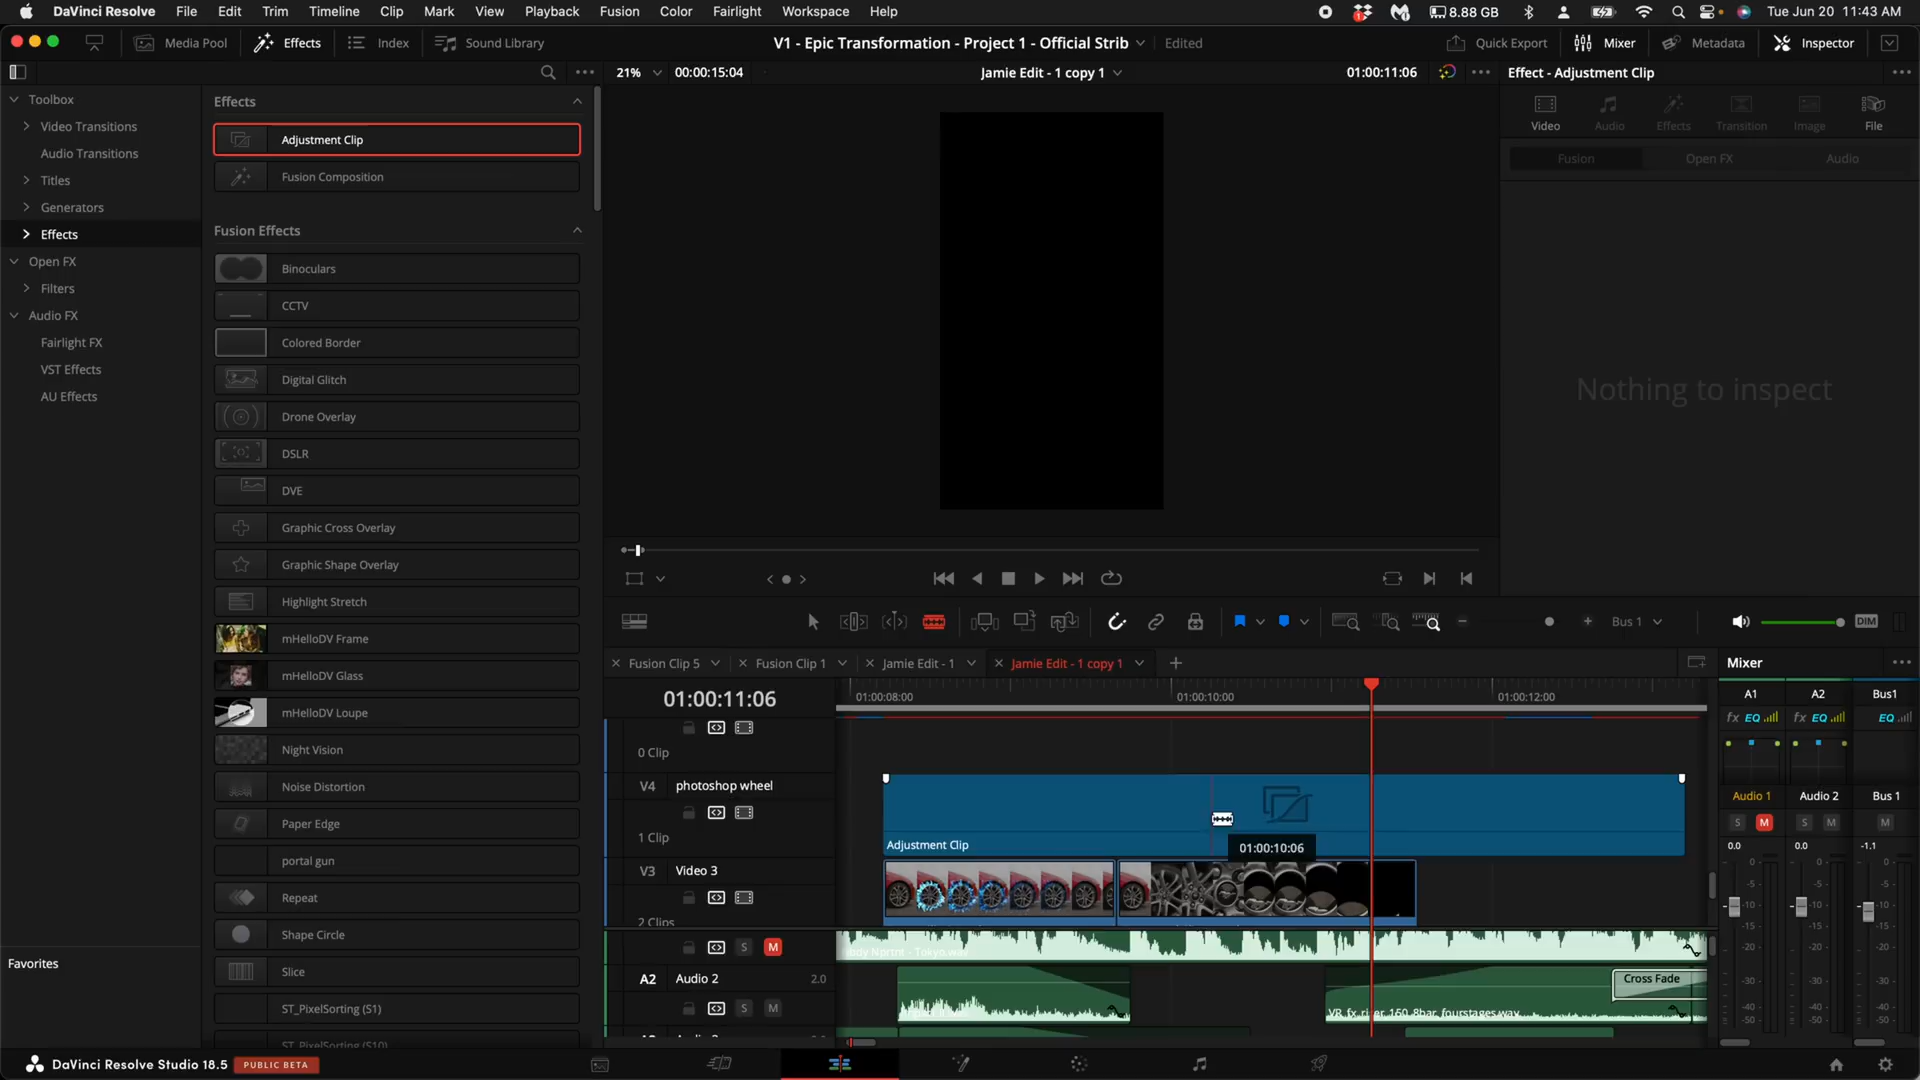 DaVinci Resolve File Edit Trim Timeline Clip Mark View Playback Fusion Color Fairlight Workspace Help 8.88 GB Tue Jun 20 11:43 AM
Media Pool Effects Index Sound Library V1 - Epic Transformation - Project 1 - Official Strib Edited Quick Export Mixer Metadata Inspector
21% 00:00:15:04 Jamie Edit - 1 copy 1 01:00:11:06 Effect - Adjustment Clip
Toolbox
Video Transitions
Audio Transitions
Titles
Generators
Effects
Open FX
Filters
Audio FX
Fairlight FX
VST Effects
AU Effects
Favorites
Effects
Adjustment Clip
Fusion Composition
Fusion Effects
Binoculars
CCTV
Colored Border
Digital Glitch
Drone Overlay
DSLR
DVE
Graphic Cross Overlay
Graphic Shape Overlay
Highlight Stretch
mHelloDV Frame
mHelloDV Glass
mHelloDV Loupe
Night Vision
Noise Distortion
Paper Edge
portal gun
Repeat
Shape Circle
Slice
ST_PixelSorting (S1)
ST_PixelSorting (S10)
Video Audio Effects Transition Image File
Fusion Open FX Audio
Nothing to inspect
Bus 1 DIM
Fusion Clip 5 Fusion Clip 1 Jamie Edit - 1 Jamie Edit - 1 copy 1
01:00:11:06 01:00:08:00 01:00:10:00 01:00:12:00
0 Clip
V4 photoshop wheel
1 Clip
Adjustment Clip
01:00:10:06
V3 Video 3
2 Clips
S M
A2 Audio 2 2.0
S M
Cross Fade
VR_fx_riser_150_8bar_fourstages.wav
Mixer
A1 A2 Bus1
fx EQ fx EQ EQ
Audio 1 Audio 2 Bus 1
S M S M M
0.0 0.0 -1.1
0 0 0
-5 -5 -5
-10 -10 -10
-15 -15 -15
-20 -20 -20
-30 -30 -30
-40 -40 -40
-50 -50 -50
DaVinci Resolve Studio 18.5 PUBLIC BETA